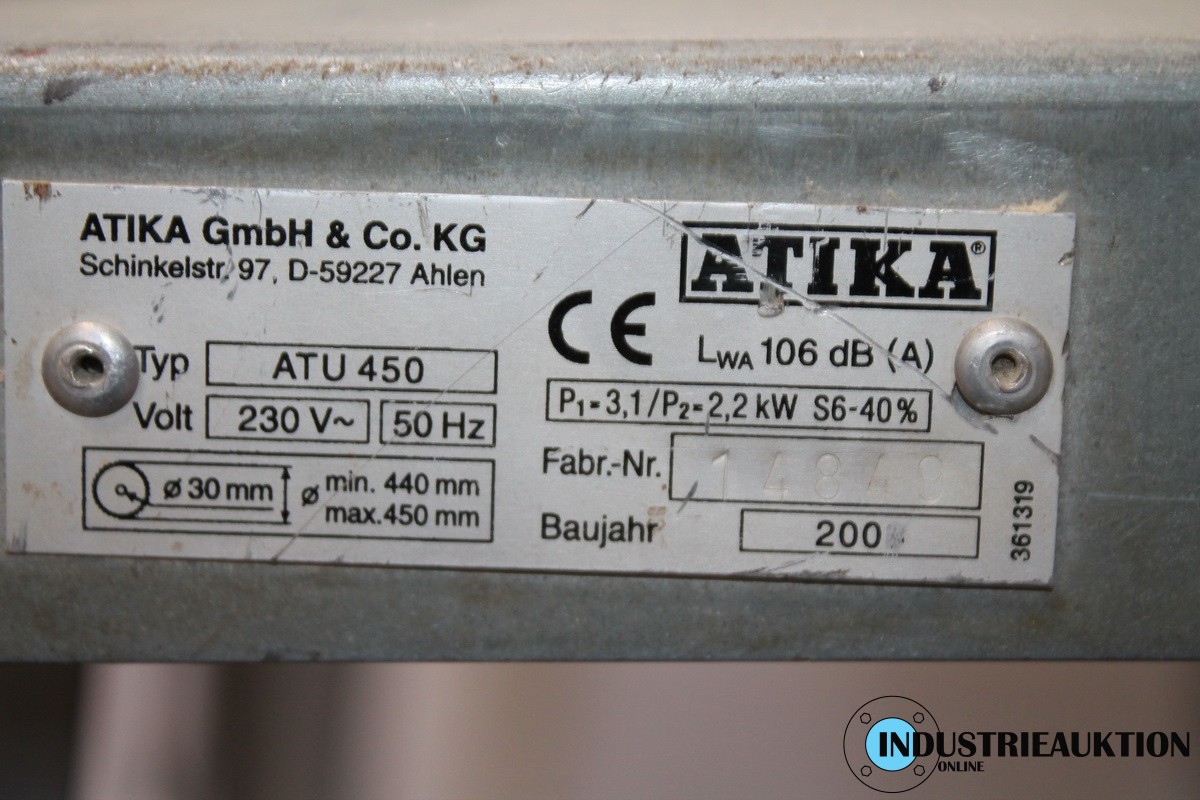 ATIKA GmbH & Co. KG
Schinkelstr. 97, D-59227 Ahlen
ATIKA®
CE
LWA 106 dB (A)
Typ ATU 450
Volt 230 V~ 50 Hz
P1=3,1/P2=2,2 kW S6-40%
ø 30 mm ø min. 440 mm
max. 450 mm
Fabr.-Nr. 14849
Baujahr 200
361319
INDUSTRIEAUKTION
ONLINE